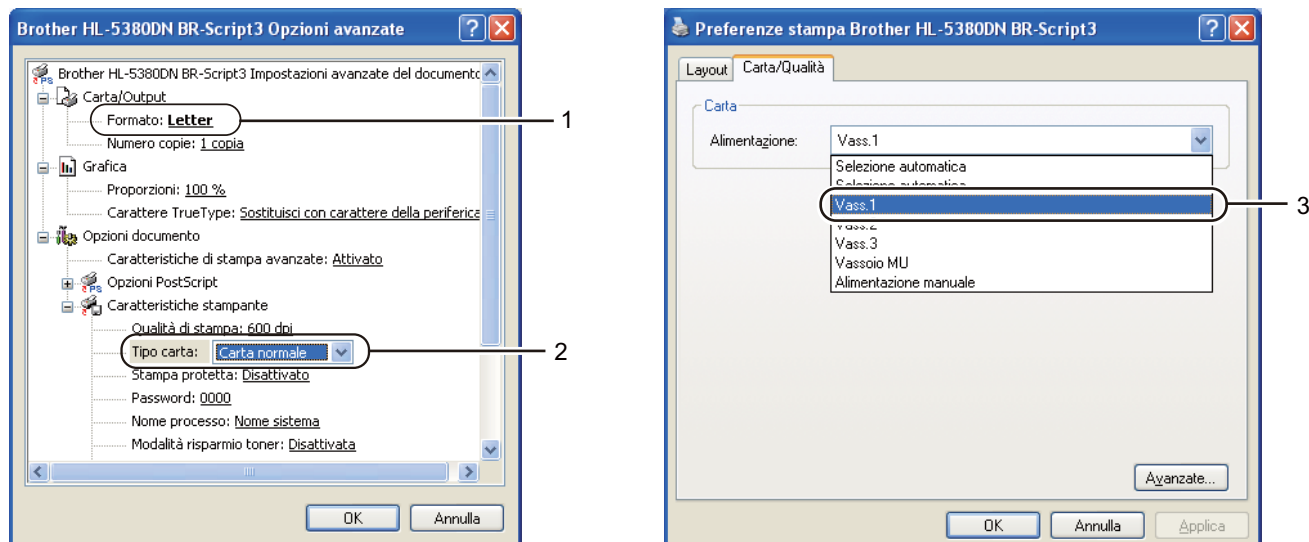 Brother HL-5380DN BR-Script3 Opzioni avanzate
Brother HL-5380DN BR-Script3 Impostazioni avanzate del documento
Carta/Output
Formato: Letter
1
Numero copie: 1 copia
Grafica
Proporzioni: 100 %
Carattere TrueType: Sostituisci con carattere della periferica
Opzioni documento
Caratteristiche di stampa avanzate: Attivato
Opzioni PostScript
Caratteristiche stampante
Qualità di stampa: 600 dpi
Tipo carta: Carta normale
2
Stampa protetta: Disattivato
Password: 0000
Nome processo: Nome sistema
Modalità risparmio toner: Disattivata
OK Annulla
Preferenze stampa Brother HL-5380DN BR-Script3
Layout Carta/Qualità
Carta
Alimentazione: Vass.1
Selezione automatica
Selezione automatica
Vass.1
3
Vass.2
Vass.3
Vassoio MU
Alimentazione manuale
Avanzate...
OK Annulla Applica